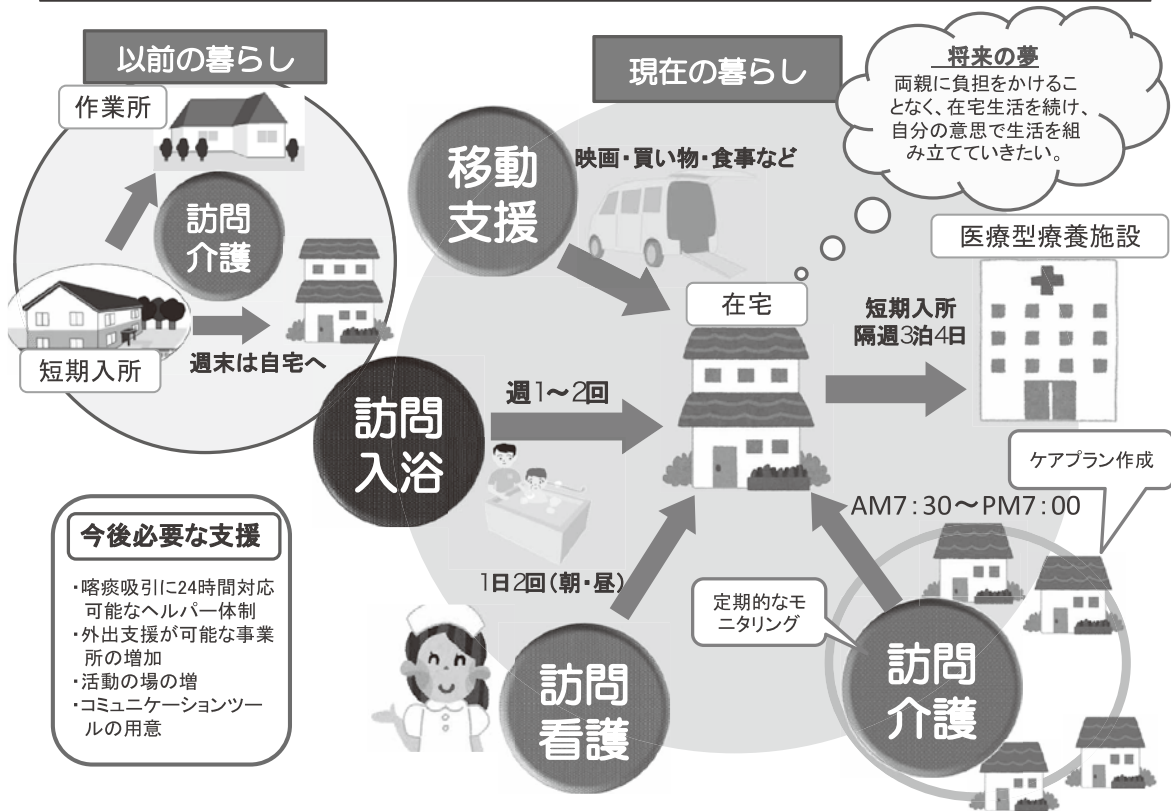 以前の暮らし
作業所
訪問
介護
短期入所
週末は自宅へ
現在の暮らし
将来の夢
両親に負担をかけるこ
となく、在宅生活を続け、
自分の意思で生活を組
み立てていきたい。
移動
支援
映画・買い物・食事など
在宅
医療型療養施設
短期入所
隔週3泊4日
訪問
入浴
週1～2回
ケアプラン作成
AM7：30～PM7：00
1日2回（朝・昼）
定期的なモ
ニタリング
訪問
看護
訪問
介護
今後必要な支援
・喀痰吸引に24時間対応
可能なヘルパー体制
・外出支援が可能な事業
所の増加
・活動の場の増
・コミュニケーションツー
ルの用意